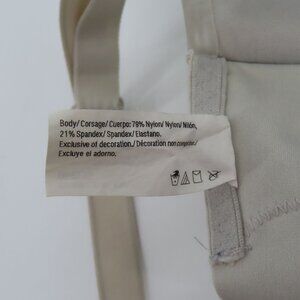 Body/ Corsage/ Cuerpo: 79% Nylon/ Nylon/ Nilón,
21% Spandex/ Spandex/ Elastano.
Exclusive of decoration./ Décoration non comprise./
Excluye el adorno.